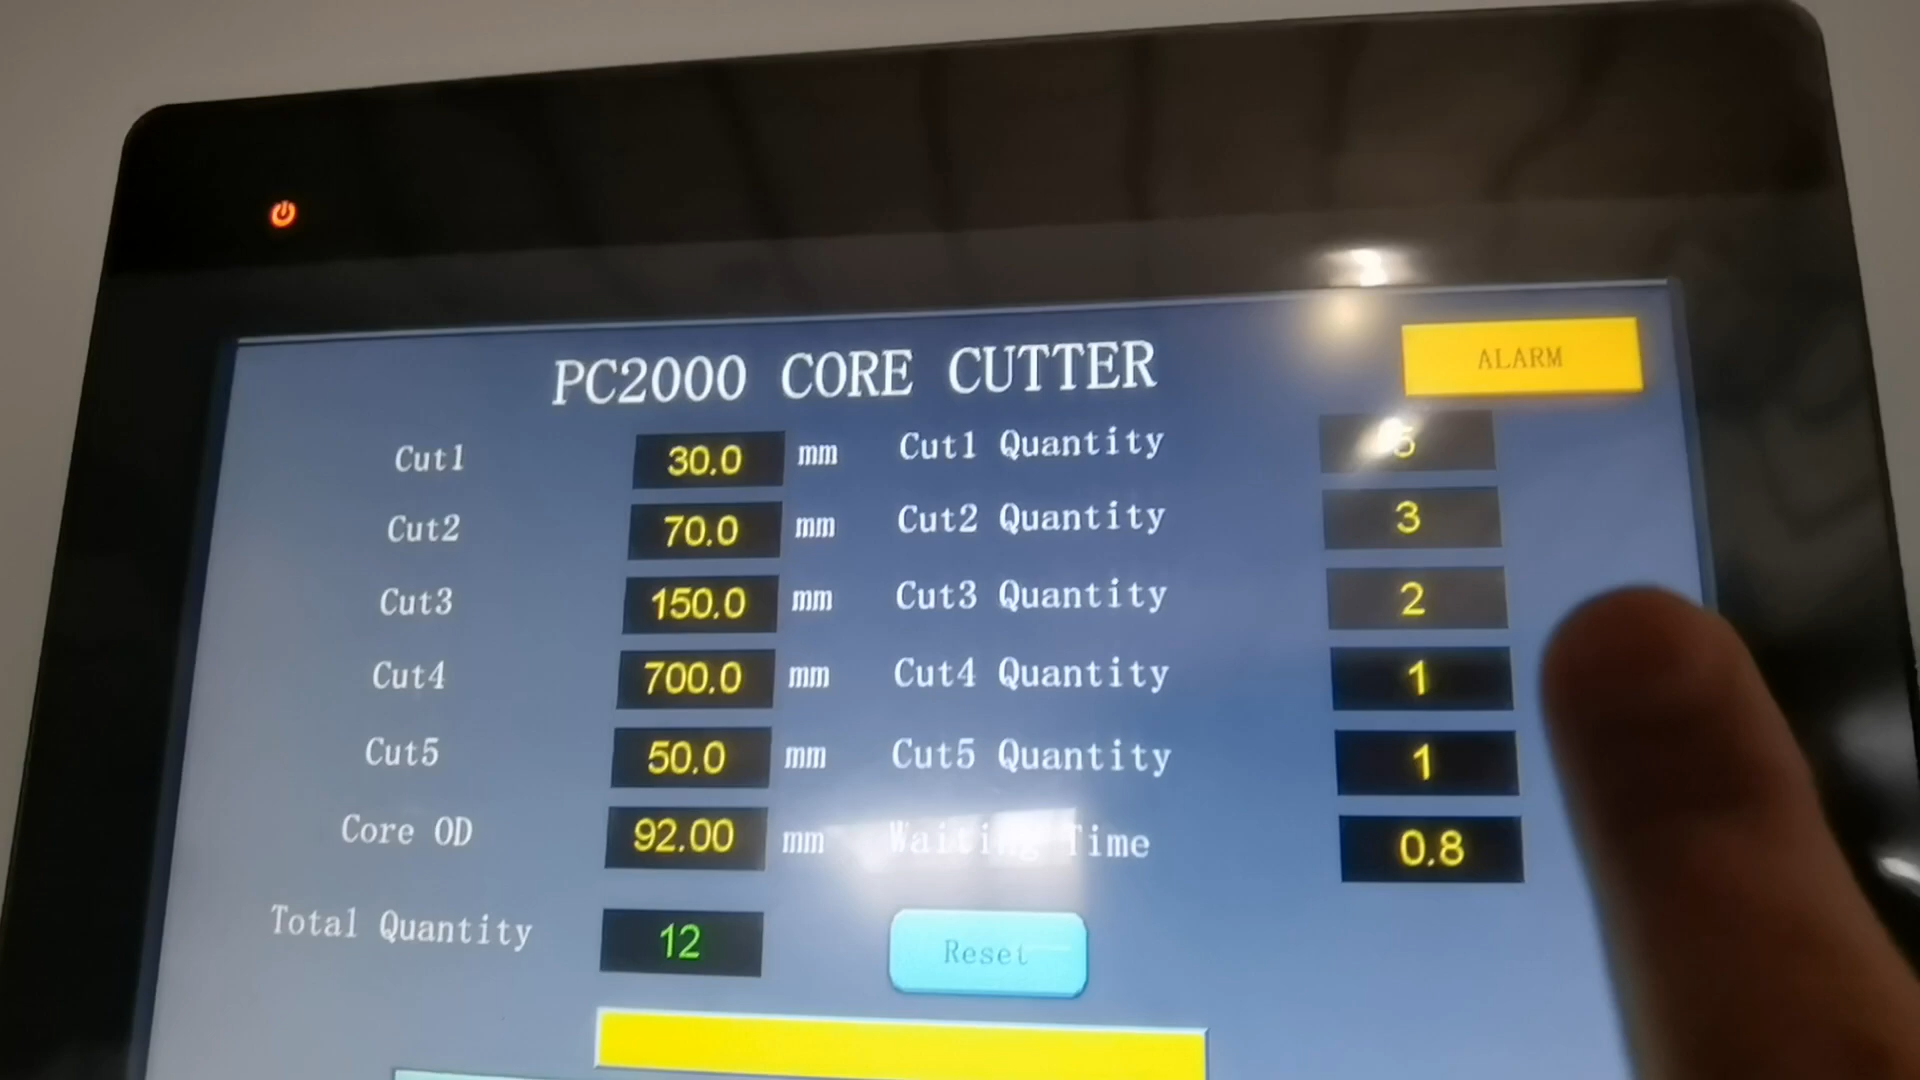 PC2000 CORE CUTTER
ALARM
Cut1 30.0 mm Cut1 Quantity 5
Cut2 70.0 mm Cut2 Quantity 3
Cut3 150.0 mm Cut3 Quantity 2
Cut4 700.0 mm Cut4 Quantity 1
Cut5 50.0 mm Cut5 Quantity 1
Core OD 92.00 mm Waiting Time 0.8
Total Quantity 12 Reset